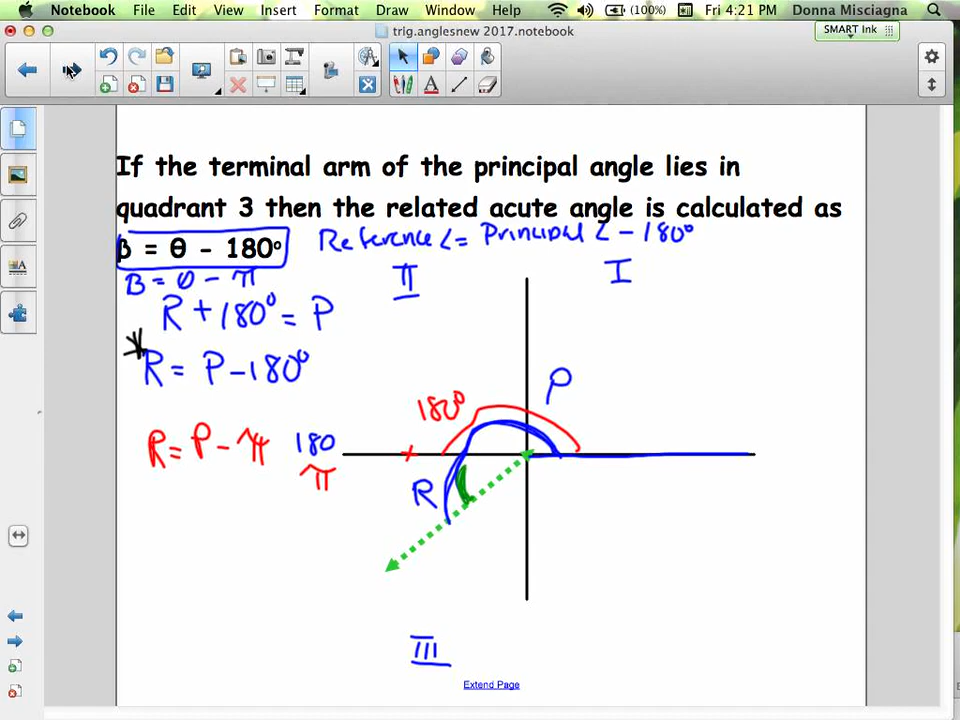 Notebook File Edit View Insert Format Draw Window Help (100%) Fri 4:21 PM Donna Misciagna
trig.anglesnew 2017.notebook
SMART Ink
If the terminal arm of the principal angle lies in
quadrant 3 then the related acute angle is calculated as
β = θ - 180°
Reference < = Principal < - 180°
B = θ - π
II
I
R + 180° = P
* R = P - 180°
P
180°
R = P - π
180
π
R
III
Extend Page